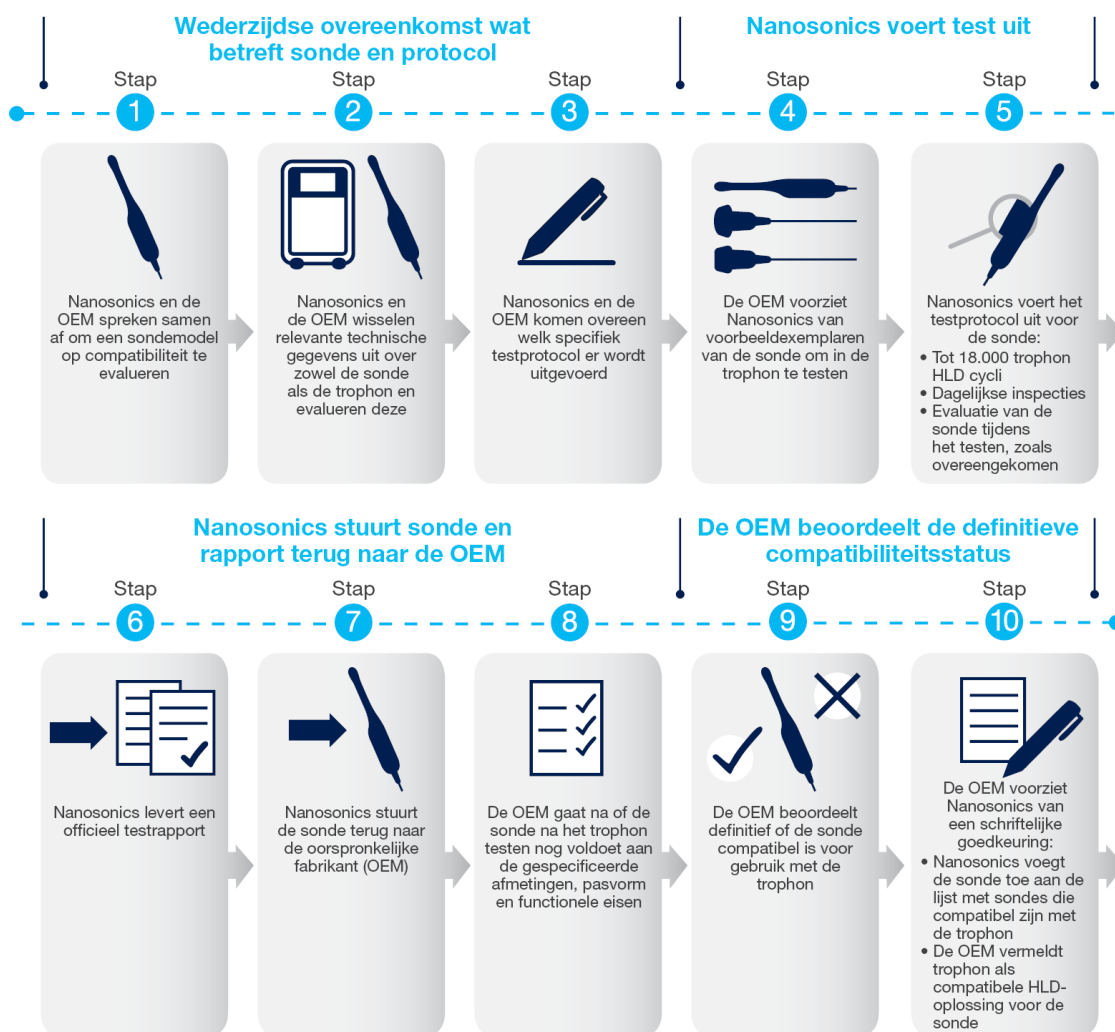 Wederzijdse overeenkomst wat
betreft sonde en protocol
Nanosonics voert test uit
Stap
1
Stap
2
Stap
3
Stap
4
Stap
5
Nanosonics en de
OEM spreken samen
af om een sondemodel
op compatibiliteit te
evalueren
Nanosonics en
de OEM wisselen
relevante technische
gegevens uit over
zowel de sonde
als de trophon en
evalueren deze
Nanosonics en de
OEM komen overeen
welk specifiek
testprotocol er wordt
uitgevoerd
De OEM voorziet
Nanosonics van
voorbeeldexemplaren
van de sonde om in de
trophon te testen
Nanosonics voert het
testprotocol uit voor
de sonde:
• Tot 18.000 trophon
HLD cycli
• Dagelijkse inspecties
• Evaluatie van de
sonde tijdens
het testen, zoals
overeengekomen
Nanosonics stuurt sonde en
rapport terug naar de OEM
De OEM beoordeelt de definitieve
compatibiliteitsstatus
Stap
6
Stap
7
Stap
8
Stap
9
Stap
10
Nanosonics levert een
officieel testrapport
Nanosonics stuurt
de sonde terug naar
de oorspronkelijke
fabrikant (OEM)
De OEM gaat na of de
sonde na het trophon
testen nog voldoet aan
de gespecificeerde
afmetingen, pasvorm
en functionele eisen
De OEM beoordeelt
definitief of de sonde
compatibel is voor
gebruik met de
trophon
De OEM voorziet
Nanosonics van
een schriftelijke
goedkeuring:
• Nanosonics voegt
de sonde toe aan de
lijst met sondes die
compatibel zijn met
de trophon
• De OEM vermeldt
trophon als
compatibele HLD-
oplossing voor de
sonde